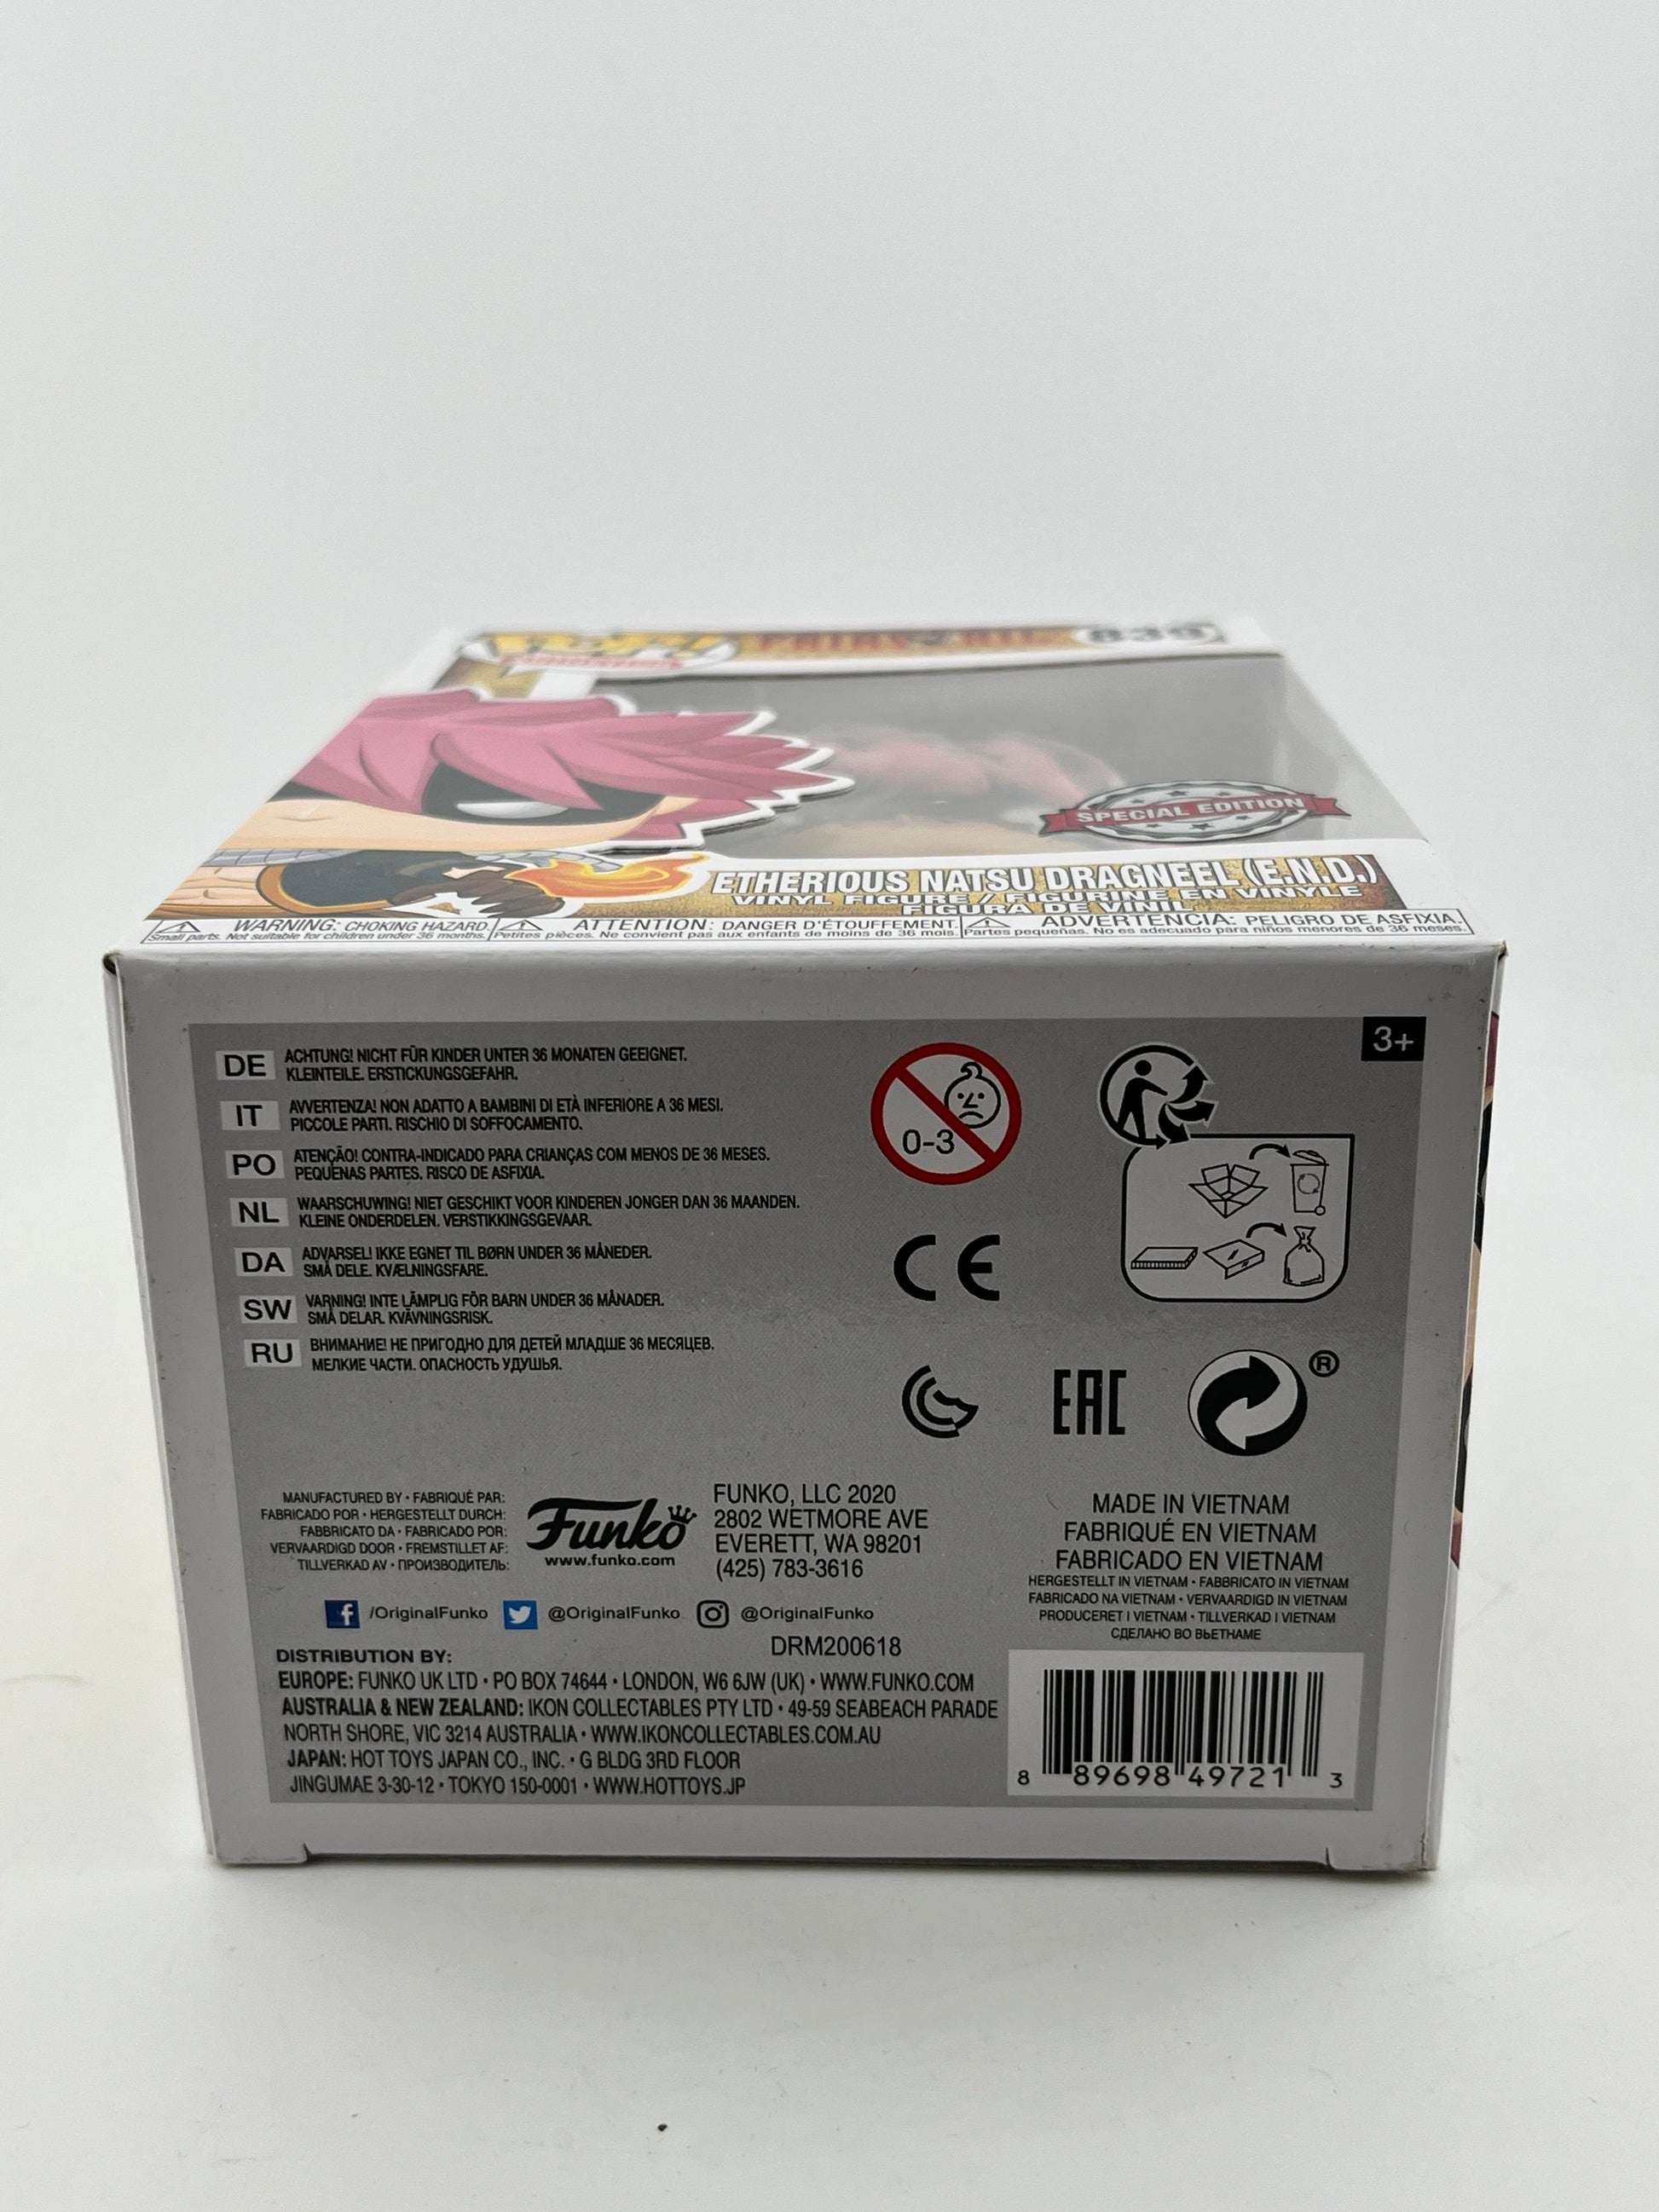 POP!
ANIMATION
FAIRY TAIL
839
SPECIAL EDITION
ETHERIOUS NATSU DRAGNEEL (E.N.D.)
VINYL FIGURE / FIGURINE EN VINYLE
FIGURA DE VINIL
WARNING: CHOKING HAZARD.
Small parts. Not suitable for children under 36 months.
ATTENTION: DANGER D'ÉTOUFFEMENT.
Petites pièces. Ne convient pas aux enfants de moins de 36 mois.
ADVERTENCIA: PELIGRO DE ASFIXIA.
Partes pequeñas. No es adecuado para niños menores de 36 meses.
3+
DE ACHTUNG! NICHT FÜR KINDER UNTER 36 MONATEN GEEIGNET.
KLEINTEILE. ERSTICKUNGSGEFAHR.
IT AVVERTENZA! NON ADATTO A BAMBINI DI ETÀ INFERIORE A 36 MESI.
PICCOLE PARTI. RISCHIO DI SOFFOCAMENTO.
PO ATENÇÃO! CONTRA-INDICADO PARA CRIANÇAS COM MENOS DE 36 MESES.
PEQUENAS PARTES. RISCO DE ASFIXIA.
NL WAARSCHUWING! NIET GESCHIKT VOOR KINDEREN JONGER DAN 36 MAANDEN.
KLEINE ONDERDELEN. VERSTIKKINGSGEVAAR.
DA ADVARSEL! IKKE EGNET TIL BØRN UNDER 36 MÅNEDER.
SMÅ DELE. KVÆLNINGSFARE.
SW VARNING! INTE LÄMPLIG FÖR BARN UNDER 36 MÅNADER.
SMÅ DELAR. KVÄVNINGSRISK.
RU ВНИМАНИЕ! НЕ ПРИГОДНО ДЛЯ ДЕТЕЙ МЛАДШЕ 36 МЕСЯЦЕВ.
МЕЛКИЕ ЧАСТИ. ОПАСНОСТЬ УДУШЬЯ.
0-3
CE
EAC
®
MANUFACTURED BY • FABRIQUÉ PAR:
FABRICADO POR • HERGESTELLT DURCH:
FABBRICATO DA • FABRICADO POR:
VERVAARDIGD DOOR • FREMSTILLET AF:
TILLVERKAD AV • ПРОИЗВОДИТЕЛЬ:
Funko
www.funko.com
FUNKO, LLC 2020
2802 WETMORE AVE
EVERETT, WA 98201
(425) 783-3616
MADE IN VIETNAM
FABRIQUÉ EN VIETNAM
FABRICADO EN VIETNAM
HERGESTELLT IN VIETNAM • FABBRICATO IN VIETNAM
FABRICADO NA VIETNAM • VERVAARDIGD IN VIETNAM
PRODUCERET I VIETNAM • TILLVERKAD I VIETNAM
СДЕЛАНО ВО ВЬЕТНАМЕ
/OriginalFunko @OriginalFunko @OriginalFunko
DRM200618
DISTRIBUTION BY:
EUROPE: FUNKO UK LTD • PO BOX 74644 • LONDON, W6 6JW (UK) • WWW.FUNKO.COM
AUSTRALIA & NEW ZEALAND: IKON COLLECTABLES PTY LTD • 49-59 SEABEACH PARADE
NORTH SHORE, VIC 3214 AUSTRALIA • WWW.IKONCOLLECTABLES.COM.AU
JAPAN: HOT TOYS JAPAN CO., INC. • G BLDG 3RD FLOOR
JINGUMAE 3-30-12 • TOKYO 150-0001 • WWW.HOTTOYS.JP
8 89698 49721 3